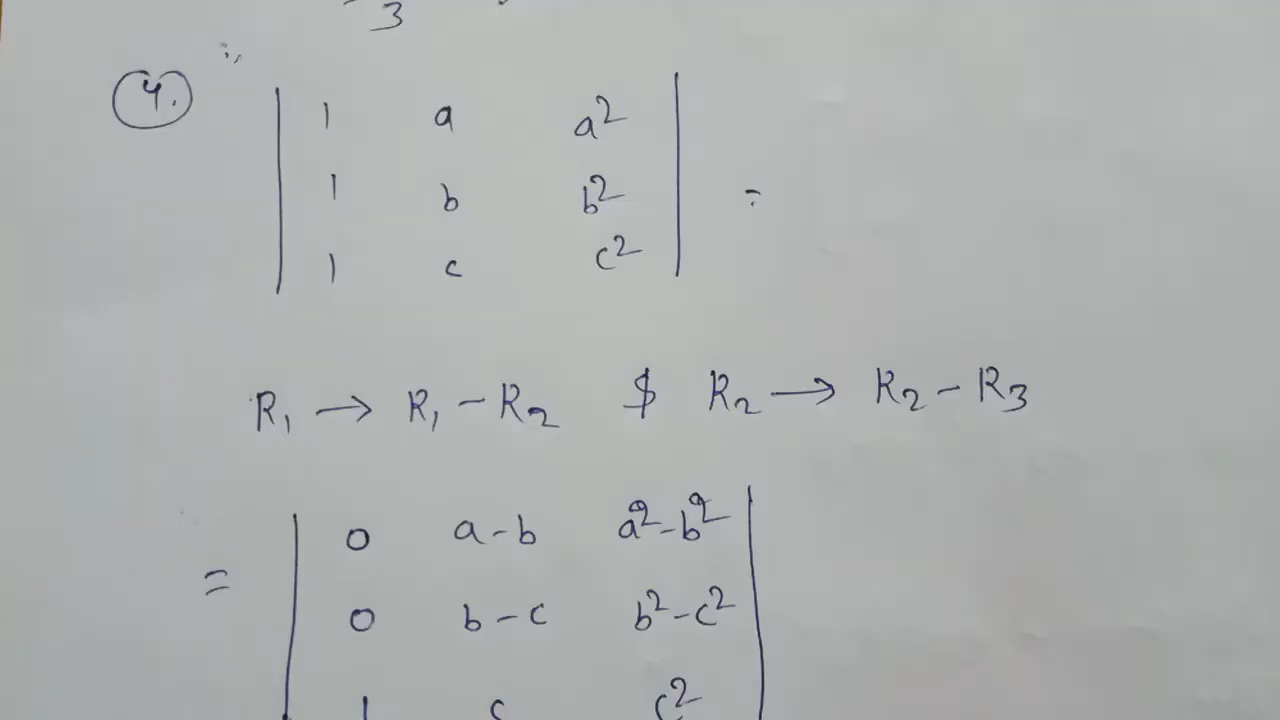 3
4.
| 1 a a² |
| 1 b b² | =
| 1 c c² |
R₁ → R₁ - R₂ $ R₂ → R₂ - R₃
= | 0 a-b a²-b² |
| 0 b-c b²-c² |
| 1 c c² |